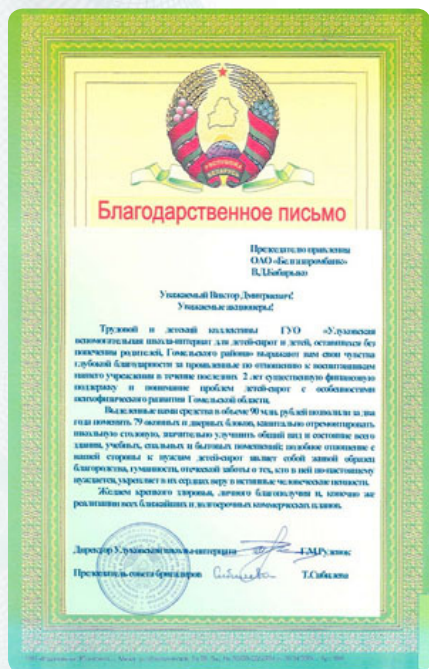 РЕСПУБЛИКА
БЕЛАРУСЬ
Благодарственное письмо
Председателю правления
ОАО «Белгазпромбанк»
В.Д.Бабарыко
Уважаемый Виктор Дмитриевич!
Уважаемые акционеры!
Трудовой и детский коллективы ГУО «Улуковская
вспомогательная школа-интернат для детей-сирот и детей, оставшихся без
попечения родителей, Гомельского района» выражают вам свои чувства
глубокой благодарности за проявленные по отношению к воспитанникам
нашего учреждения в течение последних 2 лет существенную финансовую
поддержку и понимание проблем детей-сирот с особенностями
психофизического развития Гомельской области.
Выделенные вами средства в объеме 90 млн. рублей позволили за два
года поменять 79 оконных и дверных блоков, капитально отремонтировать
школьную столовую, значительно улучшить общий вид и состояние всего
здания, учебных, спальных и бытовых помещений; подобное отношение с
вашей стороны к нуждам детей-сирот являет собой живой образец
благородства, гуманности, отеческой заботы о тех, кто в ней по-настоящему
нуждается, укрепляет в их сердцах веру в истинные человеческие ценности.
Желаем крепкого здоровья, личного благополучия и, конечно же
реализации всех ближайших и долгосрочных коммерческих планов.
Директор Улуковской школы-интерната Г.М.Руденок
Председатель совета бригадиров Т.Сабилева